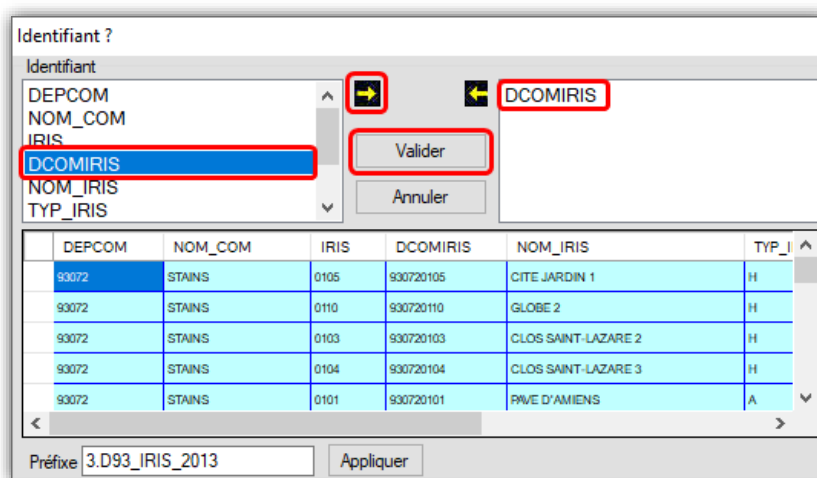 Identifiant ?
Identifiant
DEPCOM
NOM_COM
IRIS
DCOMIRIS
NOM_IRIS
TYP_IRIS
Valider
Annuler
DCOMIRIS
DEPCOM NOM_COM IRIS DCOMIRIS NOM_IRIS TYP_I
93072 STAINS 0105 930720105 CITE JARDIN 1 H
93072 STAINS 0110 930720110 GLOBE 2 H
93072 STAINS 0103 930720103 CLOS SAINT-LAZARE 2 H
93072 STAINS 0104 930720104 CLOS SAINT-LAZARE 3 H
93072 STAINS 0101 930720101 PAVE D'AMIENS A
Préfixe 3.D93_IRIS_2013 Appliquer